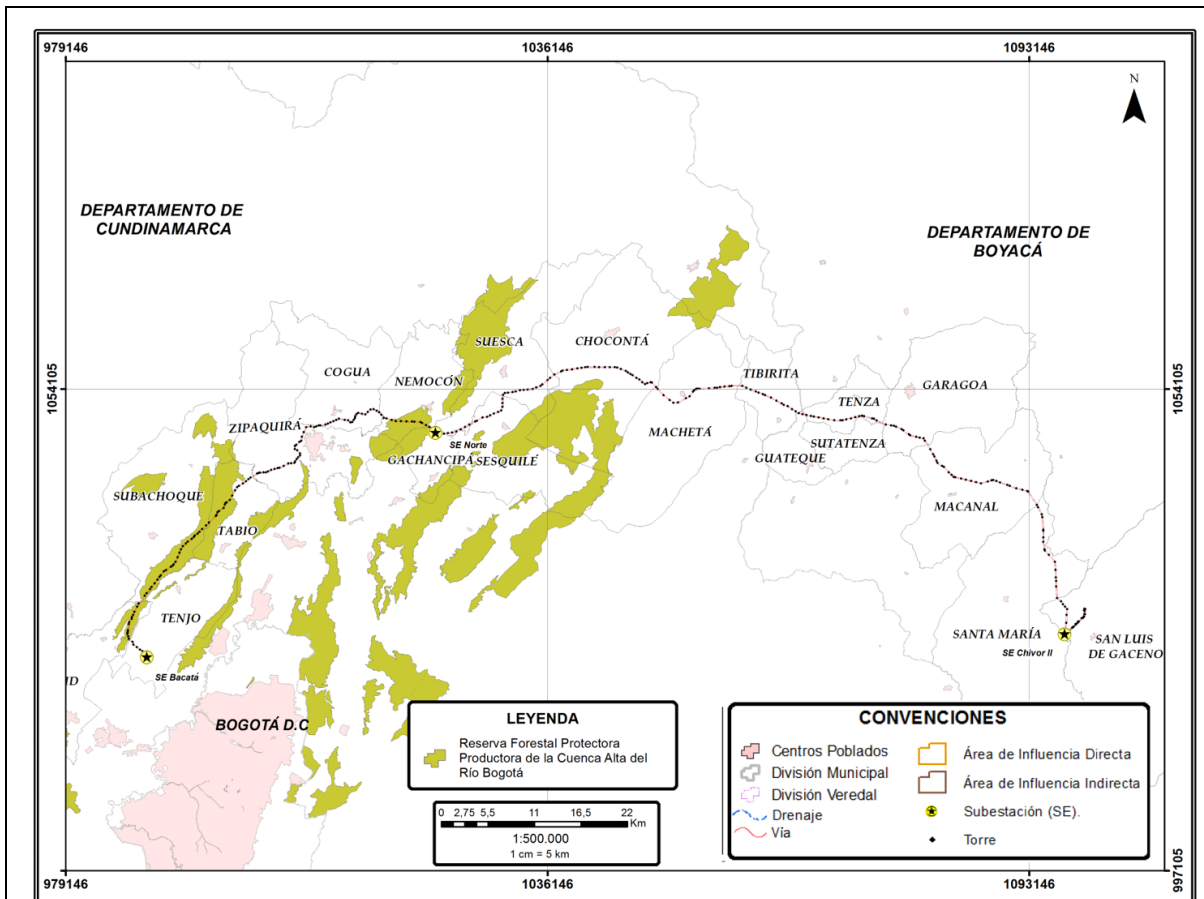 979146
1036146
1093146
N
DEPARTAMENTO DE
CUNDINAMARCA
DEPARTAMENTO DE
BOYACÁ
SUESCA
CHOCONTÁ
COGUA
NEMOCÓN
TIBIRITA
GARAGOA
1054105
1054105
TENZA
ZIPAQUIRÁ
MACHETÁ
SUTATENZA
SE Norte
GUATEQUE
GACHANCIPÁ
SESQUILÉ
SUBACHOQUE
MACANAL
TABIO
TENJO
SANTA MARÍA
SAN LUIS
DE GACENO
SE Chivor II
SE Bacatá
ID
BOGOTÁ D.C
LEYENDA
Reserva Forestal Protectora
Productora de la Cuenca Alta del
Río Bogotá
0 2,75 5,5 11 16,5 22
Km
1:500.000
1 cm = 5 km
CONVENCIONES
Centros Poblados
División Municipal
División Veredal
Drenaje
Vía
Área de Influencia Directa
Área de Influencia Indirecta
Subestación (SE).
Torre
997105
979146
1036146
1093146